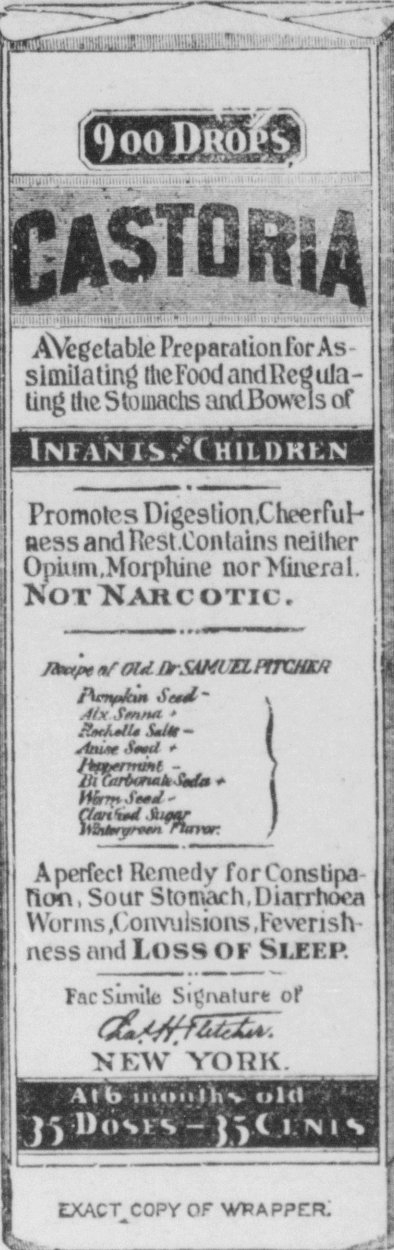 900 DROPS
CASTORIA
A Vegetable Preparation for As-
similating the Food and Regula-
ting the Stomachs and Bowels of
INFANTS AND CHILDREN
Promotes Digestion, Cheerful-
ness and Rest. Contains neither
Opium, Morphine nor Mineral.
NOT NARCOTIC.
Recipe of Old Dr SAMUEL PITCHER
Pumpkin Seed -
Alx. Senna +
Rochelle Salts -
Anise Seed +
Peppermint -
Bi Carbonate Soda +
Worm Seed -
Clarified Sugar
Wintergreen Flavor.
A perfect Remedy for Constipa-
tion, Sour Stomach, Diarrhoea
Worms, Convulsions, Feverish-
ness and LOSS OF SLEEP.
Fac Simile Signature of
Chas. H. Fletcher.
NEW YORK.
At 6 months old
35 DOSES - 35 CENTS
EXACT COPY OF WRAPPER.